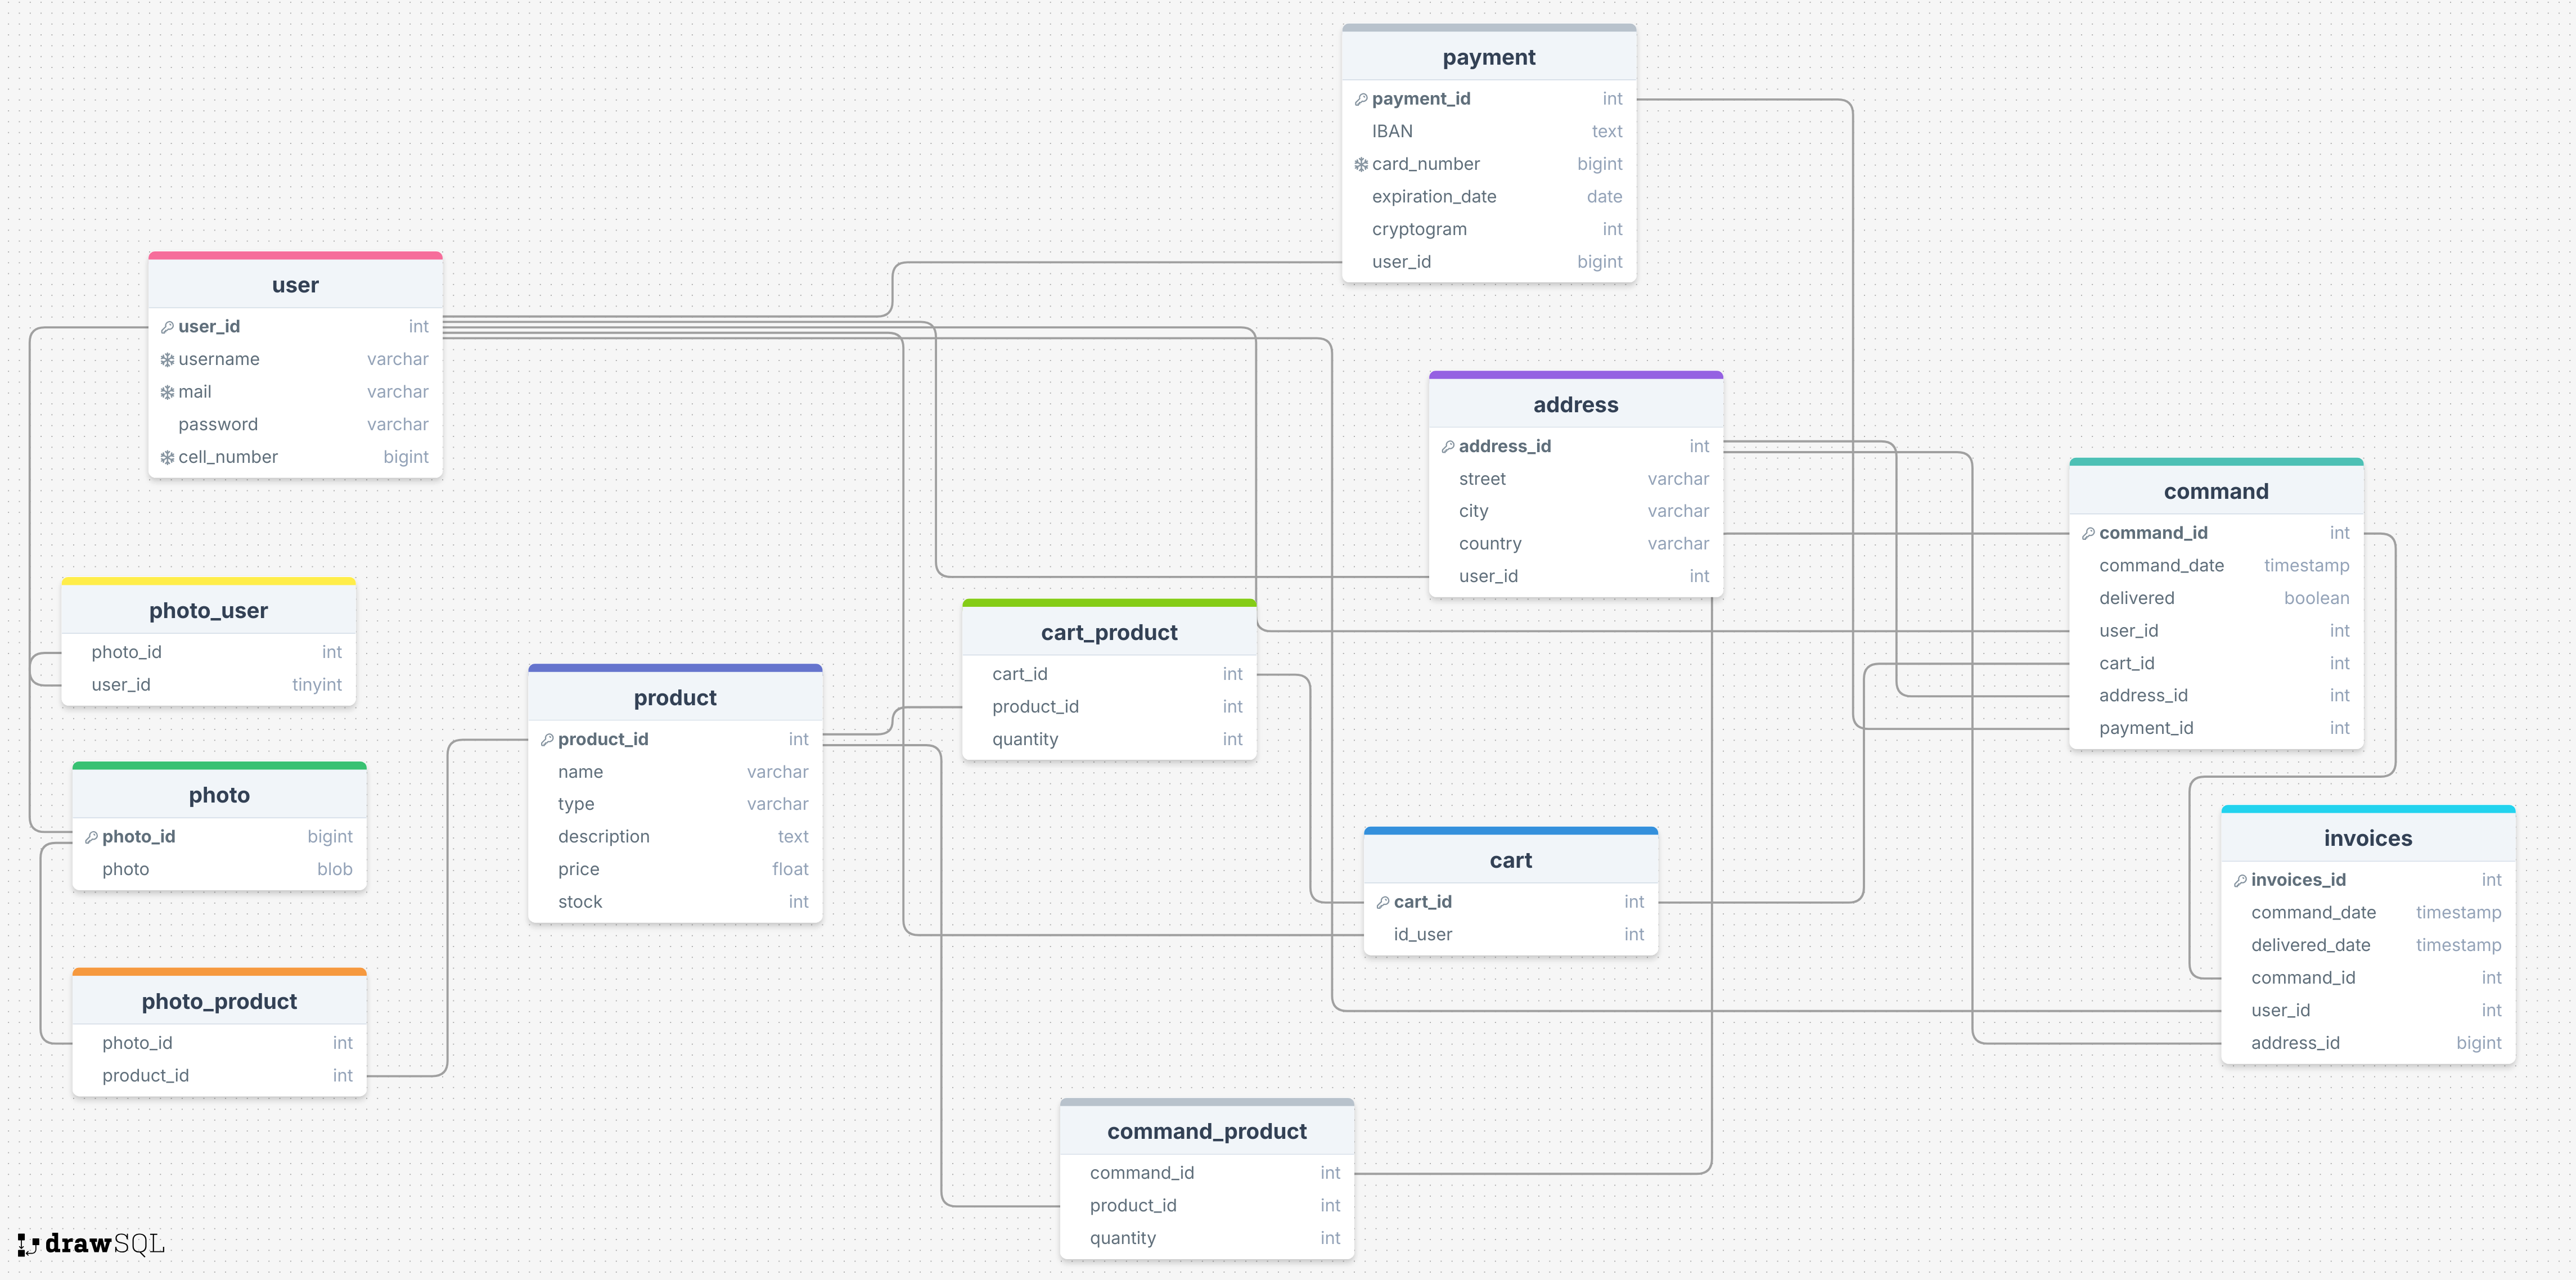 payment
payment_id int
IBAN text
card_number bigint
expiration_date date
cryptogram int
user_id bigint
user
user_id int
username varchar
mail varchar
password varchar
cell_number bigint
address
address_id int
street varchar
city varchar
country varchar
user_id int
command
command_id int
command_date timestamp
delivered boolean
user_id int
cart_id int
address_id int
payment_id int
photo_user
photo_id int
user_id tinyint
cart_product
cart_id int
product_id int
quantity int
product
product_id int
name varchar
type varchar
description text
price float
stock int
photo
photo_id bigint
photo blob
cart
cart_id int
id_user int
invoices
invoices_id int
command_date timestamp
delivered_date timestamp
command_id int
user_id int
address_id bigint
photo_product
photo_id int
product_id int
command_product
command_id int
product_id int
quantity int
drawSQL